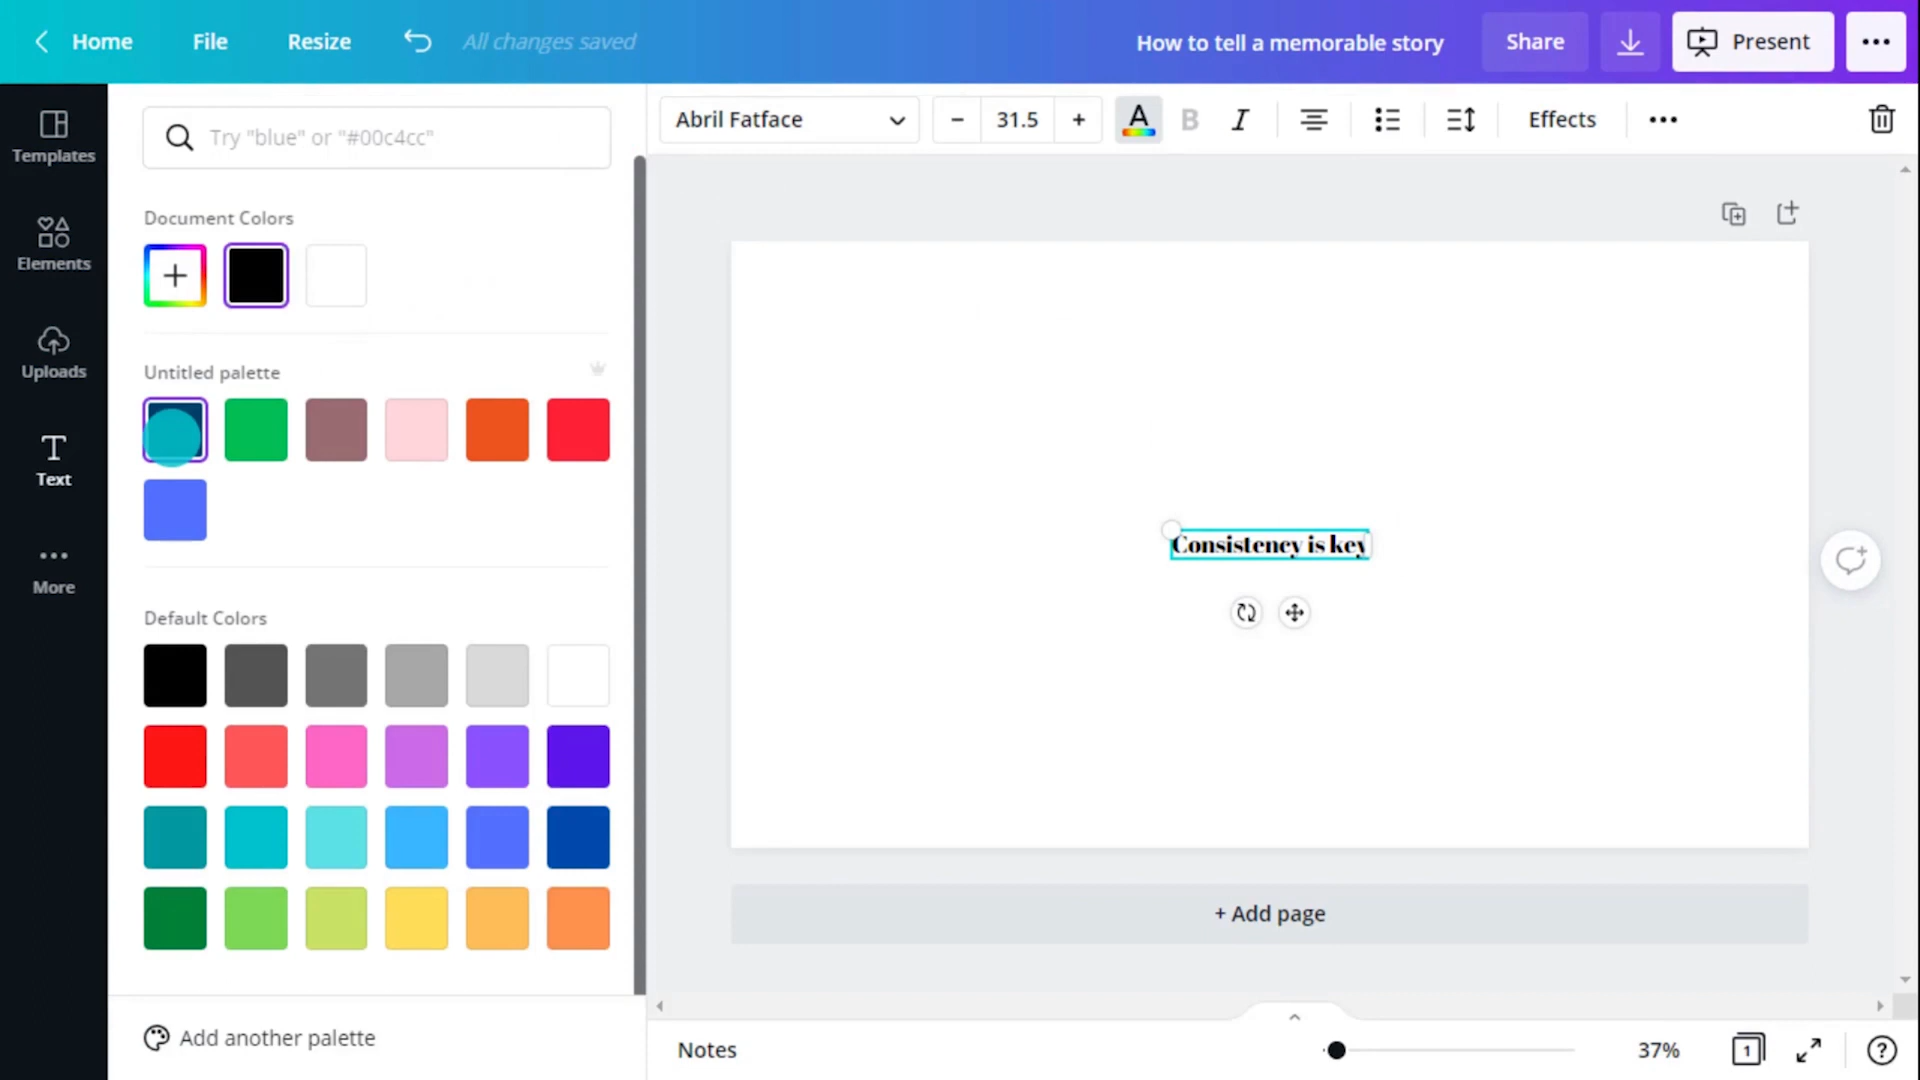 Home File Resize All changes saved How to tell a memorable story Share Present
Templates
Elements
Uploads
Text
More
Try "blue" or "#00c4cc"
Document Colors
Untitled palette
Default Colors
Add another palette
Abril Fatface − 31.5 + A B I Effects
Consistency is key
+ Add page
Notes 37% 1 ?